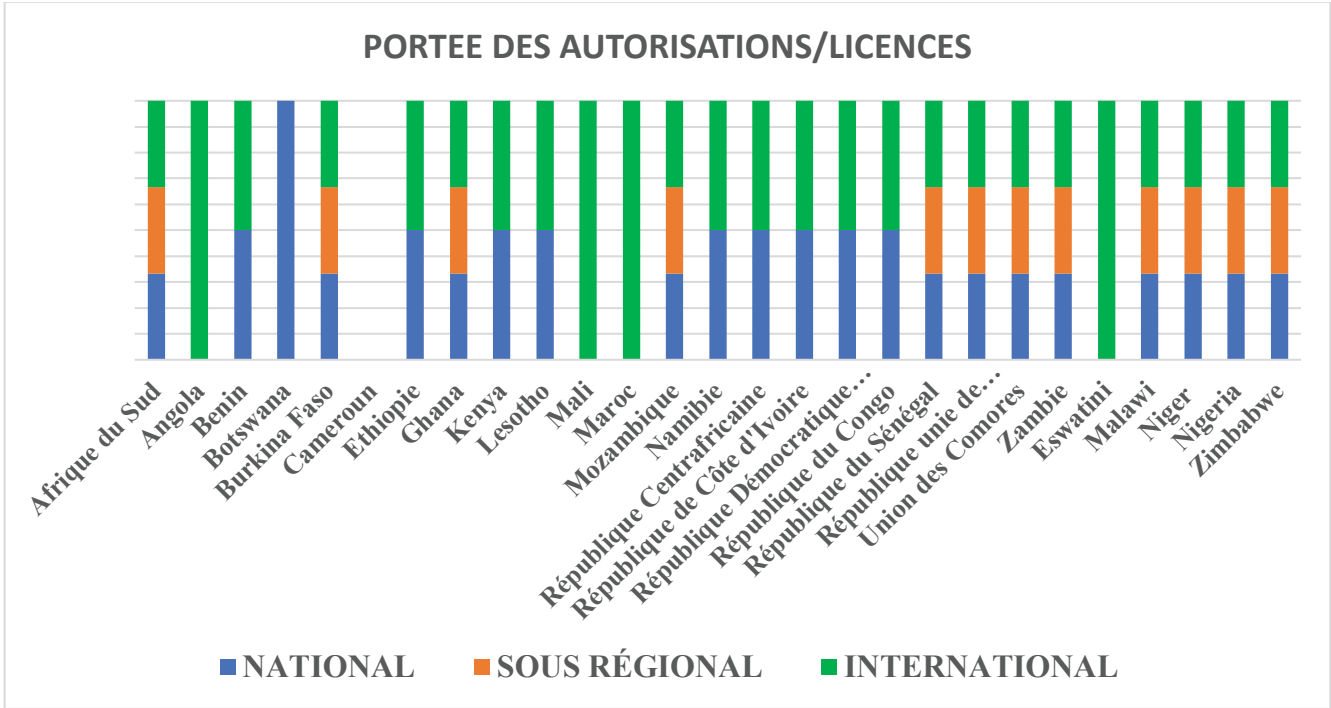 PORTEE DES AUTORISATIONS/LICENCES
Afrique du Sud
Angola
Benin
Botswana
Burkina Faso
Cameroun
Ethiopie
Ghana
Kenya
Lesotho
Mali
Maroc
Mozambique
Namibie
République Centrafricaine
République de Côte d'Ivoire
République Démocratique…
République du Congo
République du Sénégal
République unie de…
Union des Comores
Zambie
Eswatini
Malawi
Niger
Nigeria
Zimbabwe
NATIONAL SOUS RÉGIONAL INTERNATIONAL